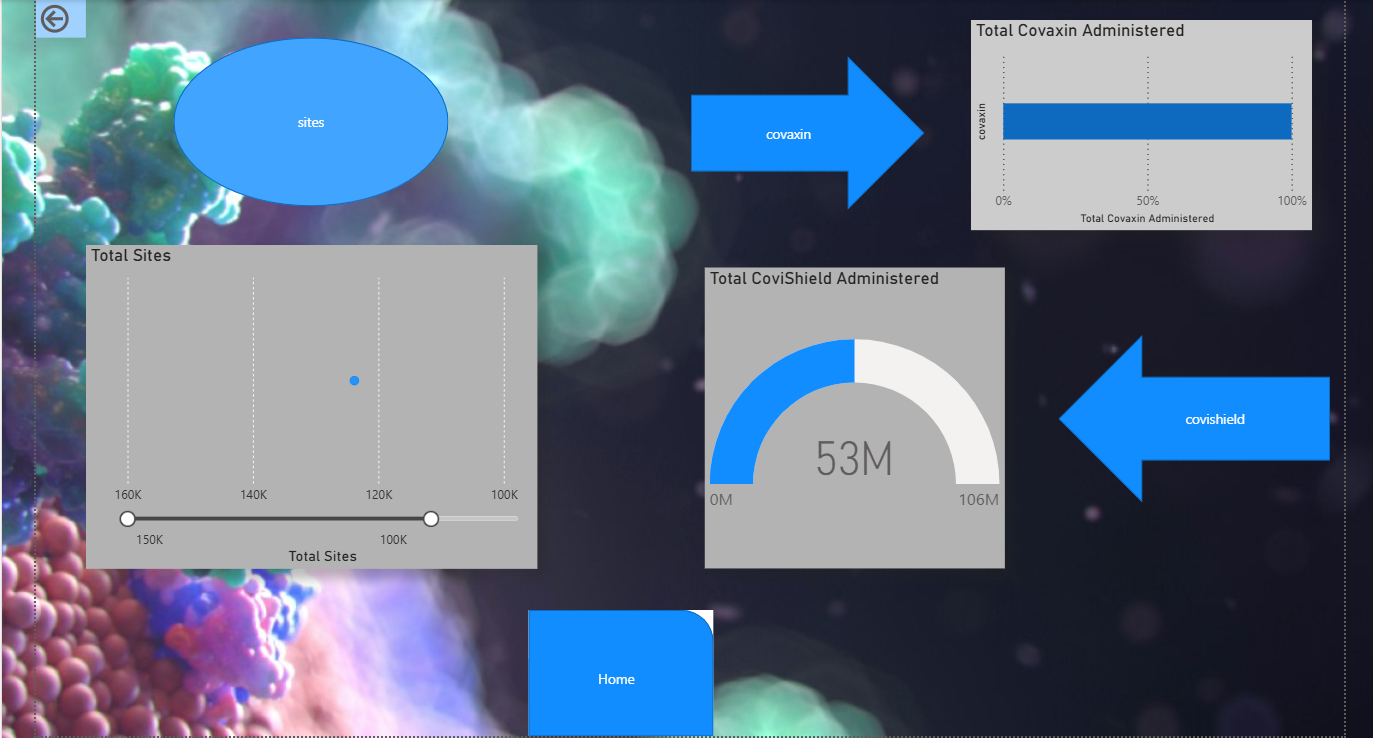 sites
covaxin
Total Covaxin Administered
covaxin
0%
50%
100%
Total Covaxin Administered
Total Sites
160K
140K
120K
100K
150K
100K
Total Sites
Total CoviShield Administered
53M
0M
106M
covishield
Home